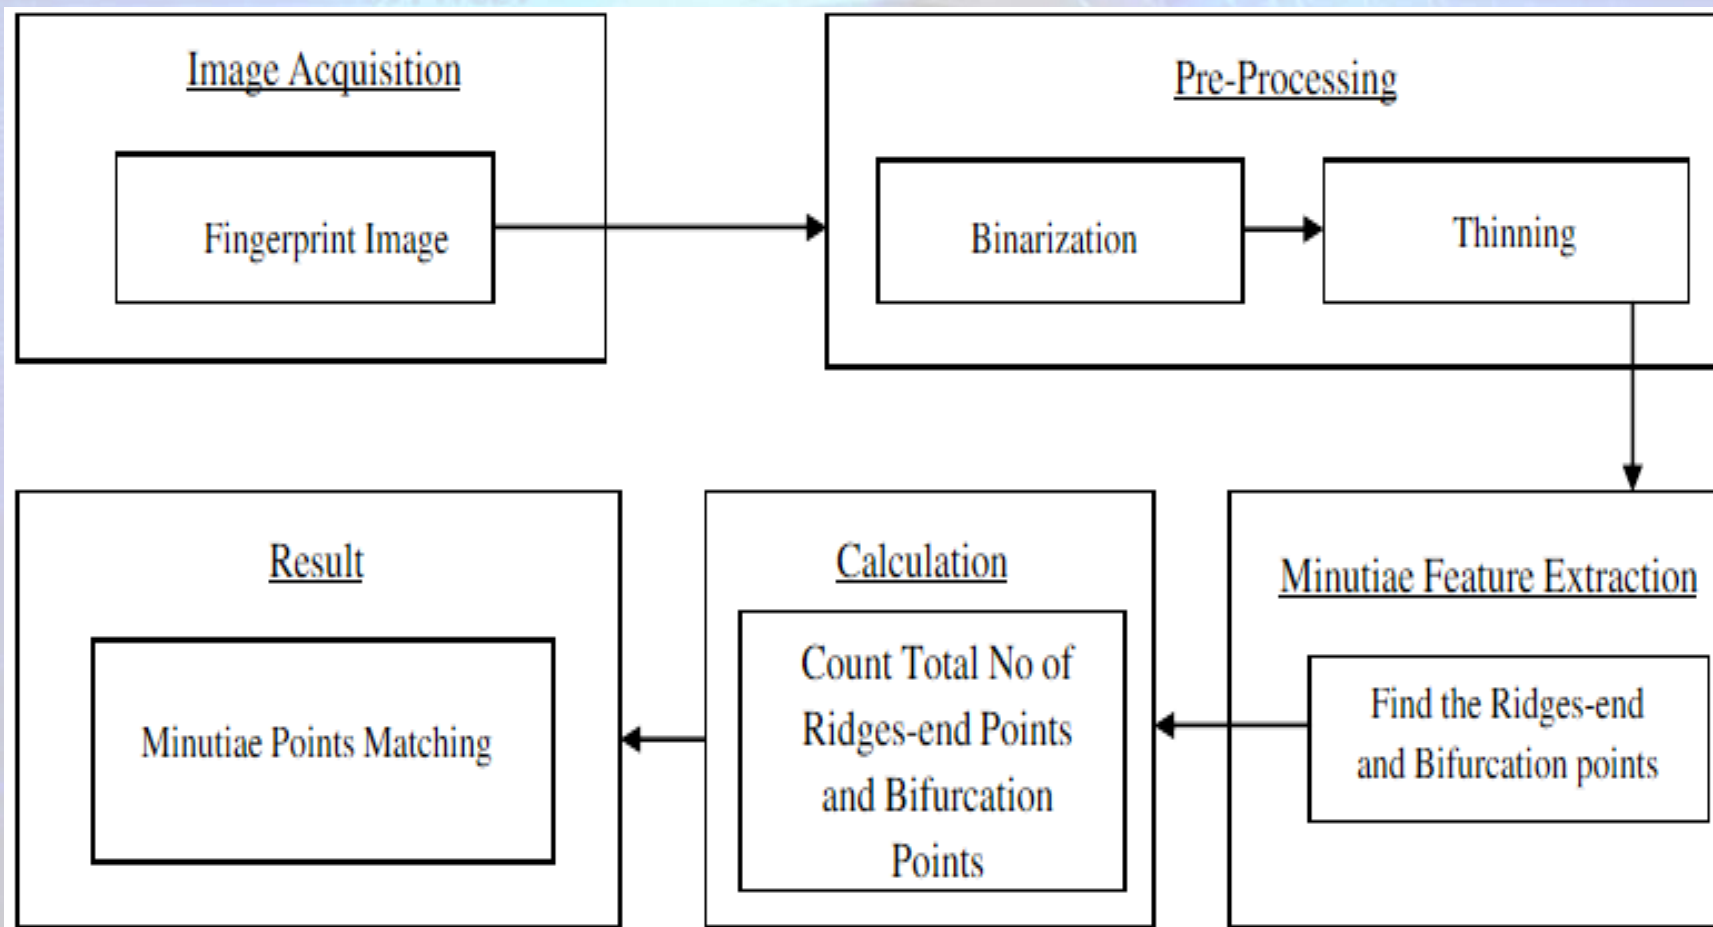 Image Acquisition
Fingerprint Image
Pre-Processing
Binarization
Thinning
Minutiae Feature Extraction
Find the Ridges-end
and Bifurcation points
Calculation
Count Total No of
Ridges-end Points
and Bifurcation
Points
Result
Minutiae Points Matching